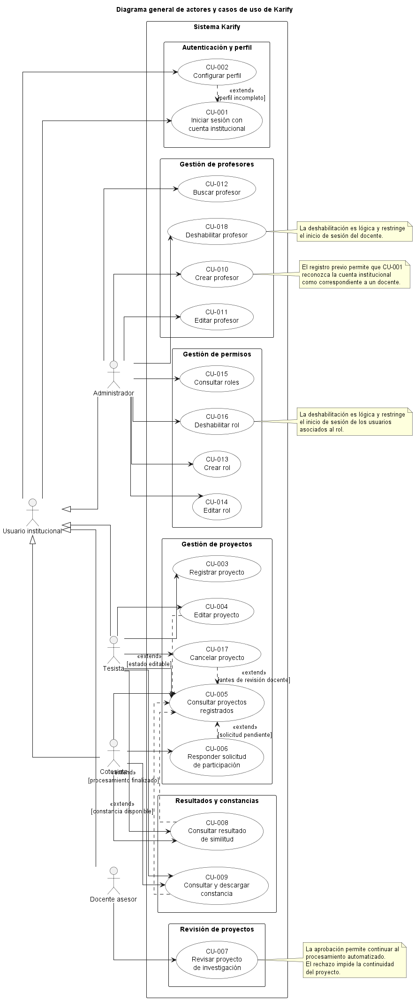 Diagrama general de actores y casos de uso de Karify
Sistema Karify
Autenticación y perfil
CU-002
Configurar perfil
«extend»
[perfil incompleto]
CU-001
Iniciar sesión con
cuenta institucional
Gestión de profesores
CU-012
Buscar profesor
CU-018
Deshabilitar profesor
La deshabilitación es lógica y restringe
el inicio de sesión del docente.
CU-010
Crear profesor
El registro previo permite que CU-001
reconozca la cuenta institucional
como correspondiente a un docente.
CU-011
Editar profesor
Gestión de permisos
CU-015
Consultar roles
Administrador
CU-016
Deshabilitar rol
La deshabilitación es lógica y restringe
el inicio de sesión de los usuarios
asociados al rol.
CU-013
Crear rol
CU-014
Editar rol
Usuario institucional
Gestión de proyectos
CU-003
Registrar proyecto
CU-004
Editar proyecto
CU-017
Cancelar proyecto
«extend»
[estado editable]
Tesista
«extend»
[antes de revisión docente]
CU-005
Consultar proyectos
registrados
«extend»
[solicitud pendiente]
CU-006
Responder solicitud
de participación
Cotesista
«extend»
[procesamiento finalizado]
Resultados y constancias
«extend»
[constancia disponible]
CU-008
Consultar resultado
de similitud
CU-009
Consultar y descargar
constancia
Docente asesor
Revisión de proyectos
CU-007
Revisar proyecto
de investigación
La aprobación permite continuar al
procesamiento automatizado.
El rechazo impide la continuidad
del proyecto.